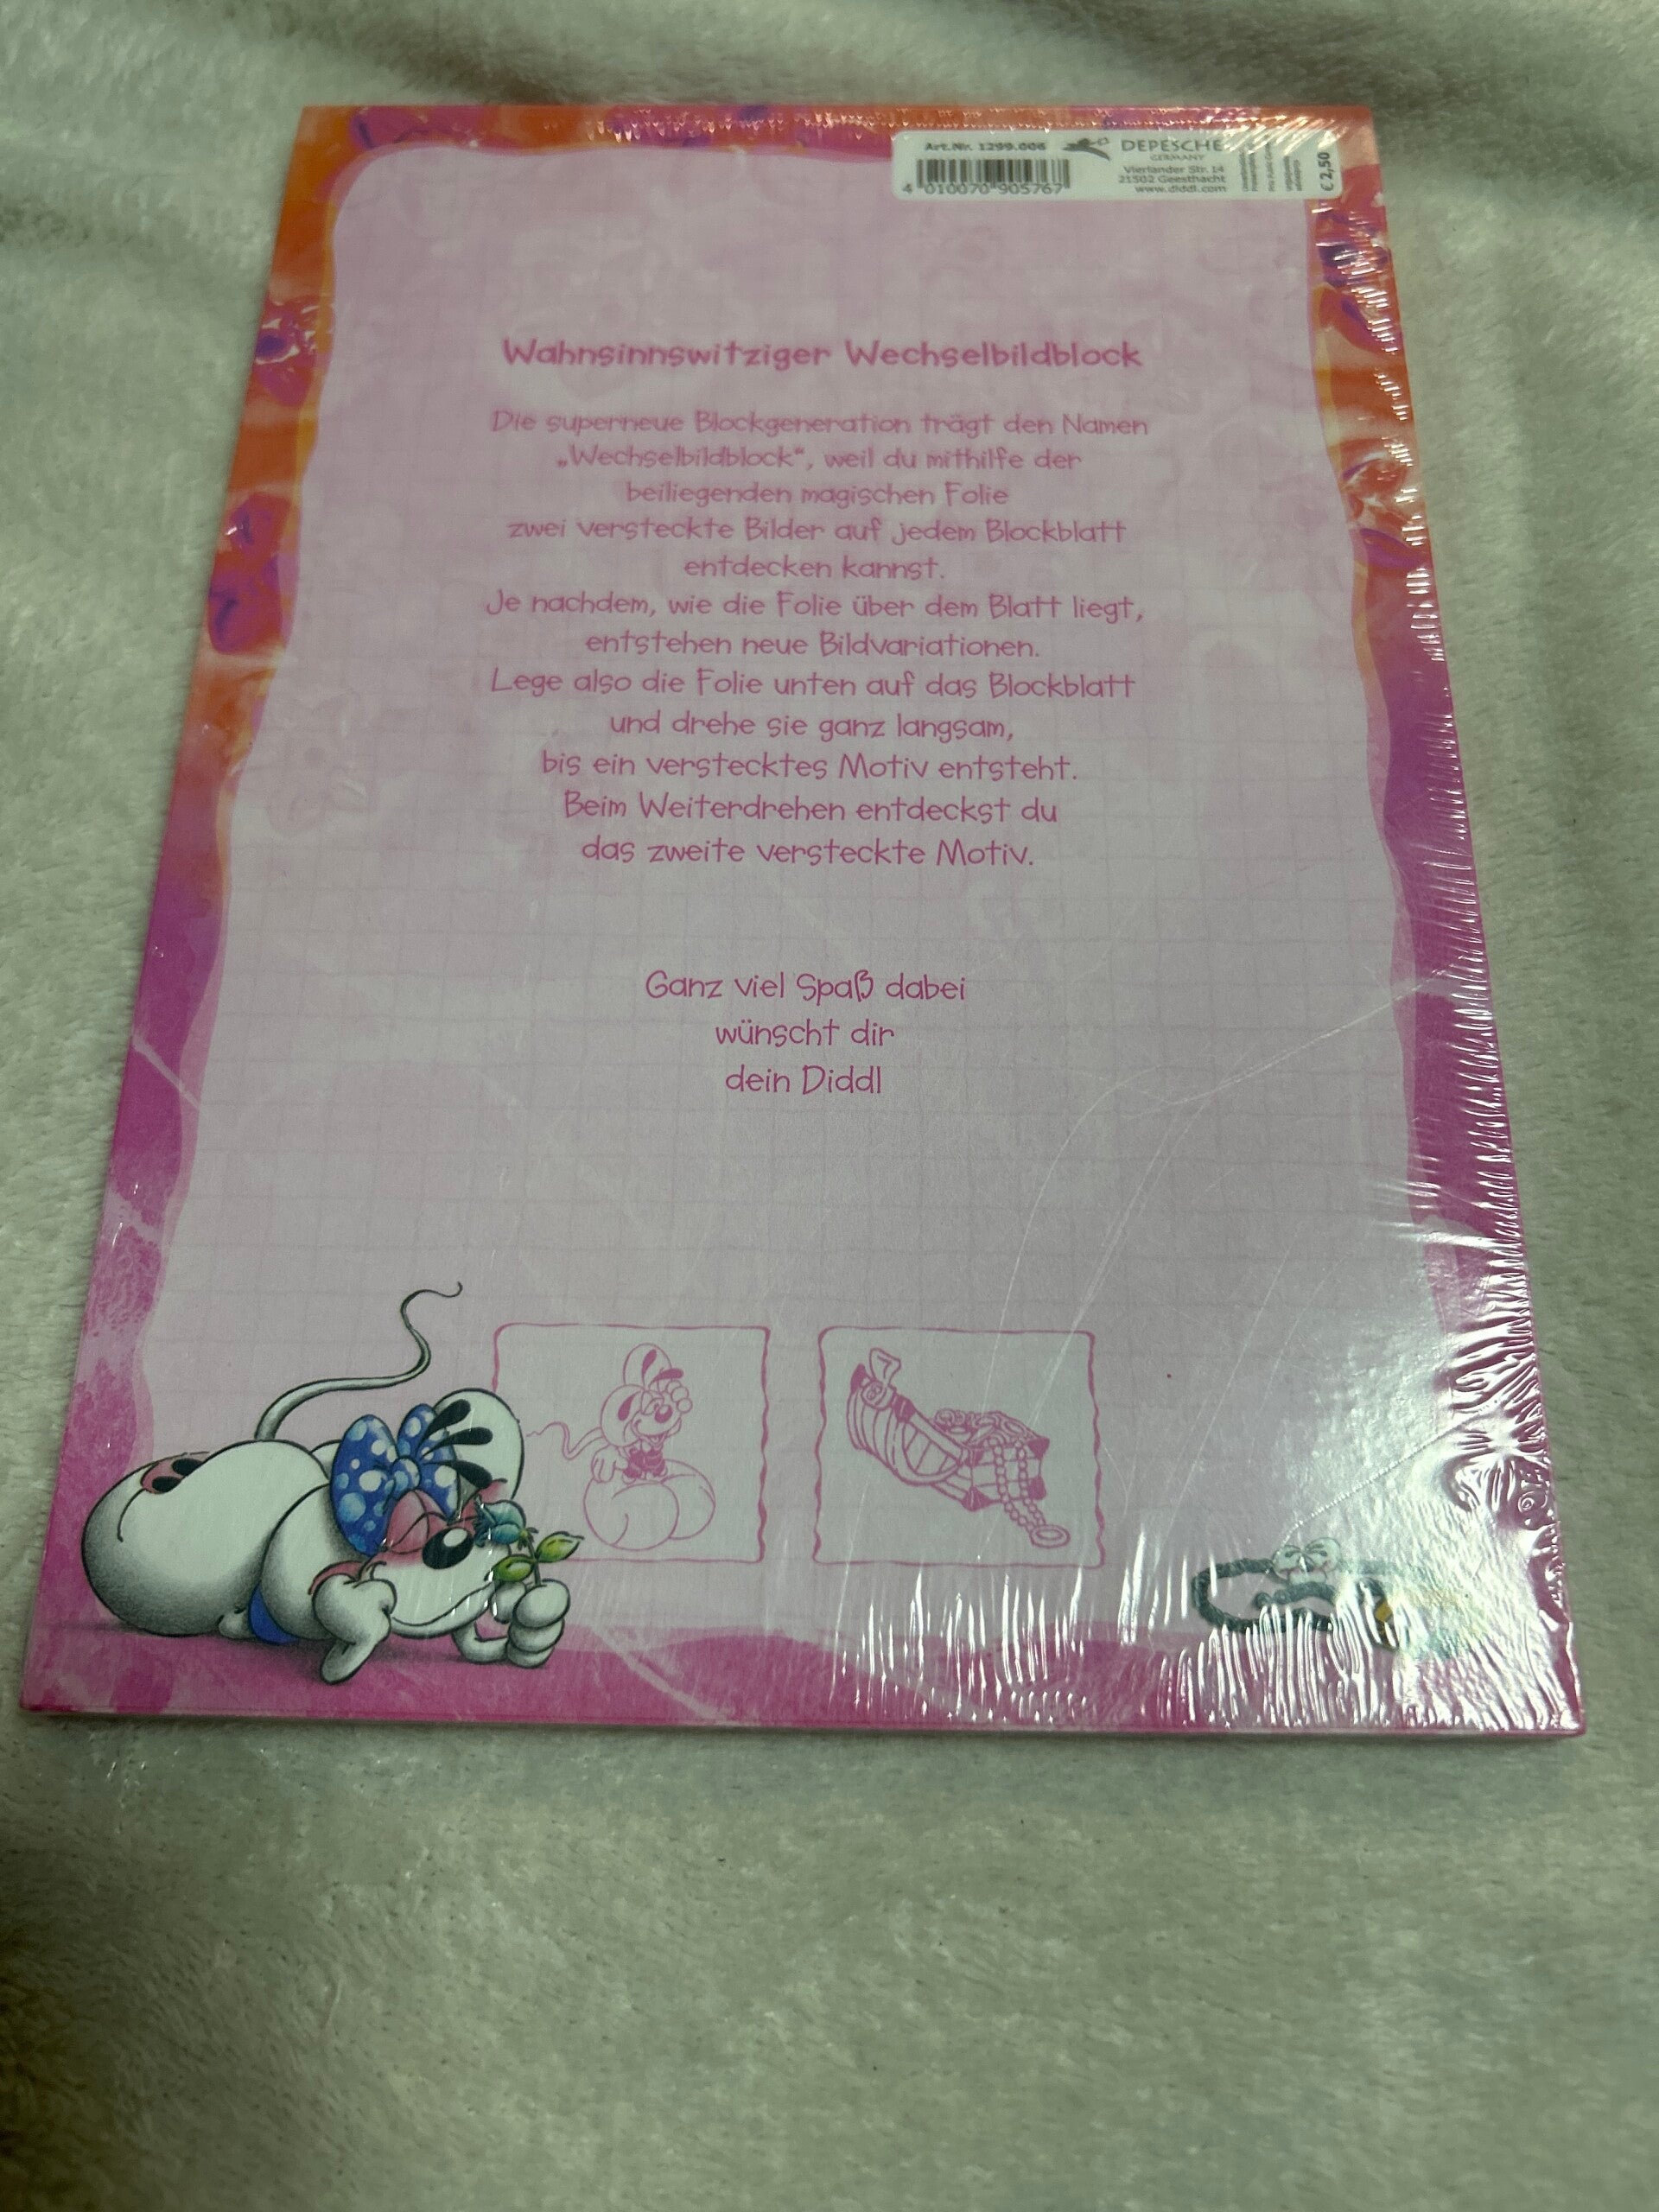 Art.Nr. 1299.006
DEPESCHE
GERMANY
Vierlander Str. 14
21502 Geesthacht
www.diddl.com
4 010070 905767
€ 2,50
Wahnsinnswitziger Wechselbildblock
Die superneue Blockgeneration trägt den Namen
„Wechselbildblock“, weil du mithilfe der
beiliegenden magischen Folie
zwei versteckte Bilder auf jedem Blockblatt
entdecken kannst.
Je nachdem, wie die Folie über dem Blatt liegt,
entstehen neue Bildvariationen.
Lege also die Folie unten auf das Blockblatt
und drehe sie ganz langsam,
bis ein verstecktes Motiv entsteht.
Beim Weiterdrehen entdeckst du
das zweite versteckte Motiv.
Ganz viel Spaß dabei
wünscht dir
dein Diddl